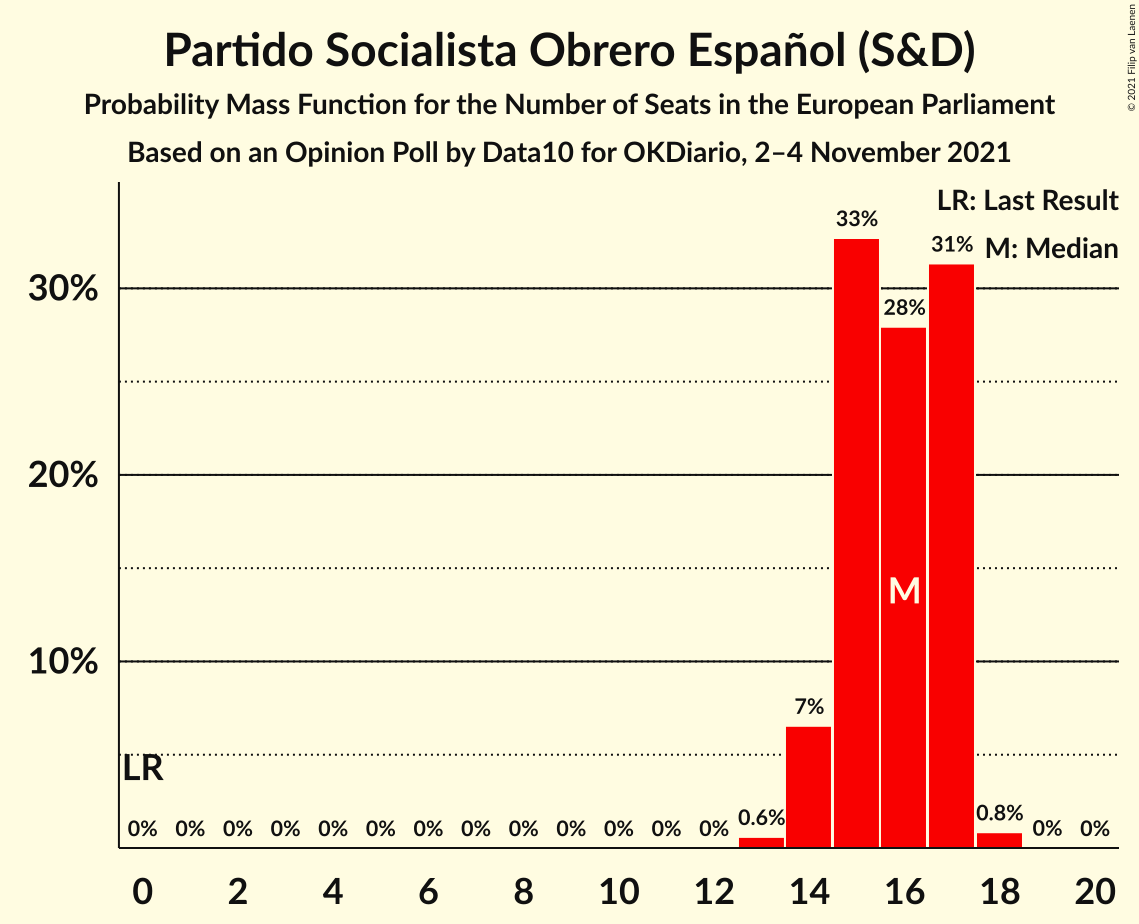 Partido Socialista Obrero Español (S&D)
Probability Mass Function for the Number of Seats in the European Parliament
Based on an Opinion Poll by Data10 for OKDiario, 2–4 November 2021
© 2021 Filip van Laenen
LR: Last Result
M: Median
33%
31%
28%
30%
20%
10%
M
7%
LR
0% 0% 0% 0% 0% 0% 0% 0% 0% 0% 0% 0% 0% 0.6% 0.8% 0% 0%
0 2 4 6 8 10 12 14 16 18 20